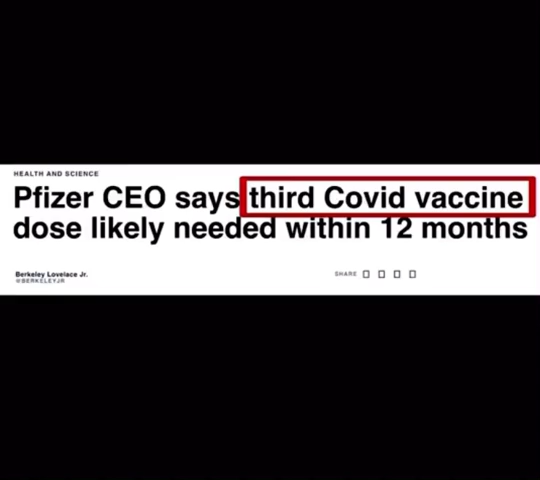 HEALTH AND SCIENCE
Pfizer CEO says third Covid vaccine
dose likely needed within 12 months
Berkeley Lovelace Jr.
@BERKELEYJR
SHARE